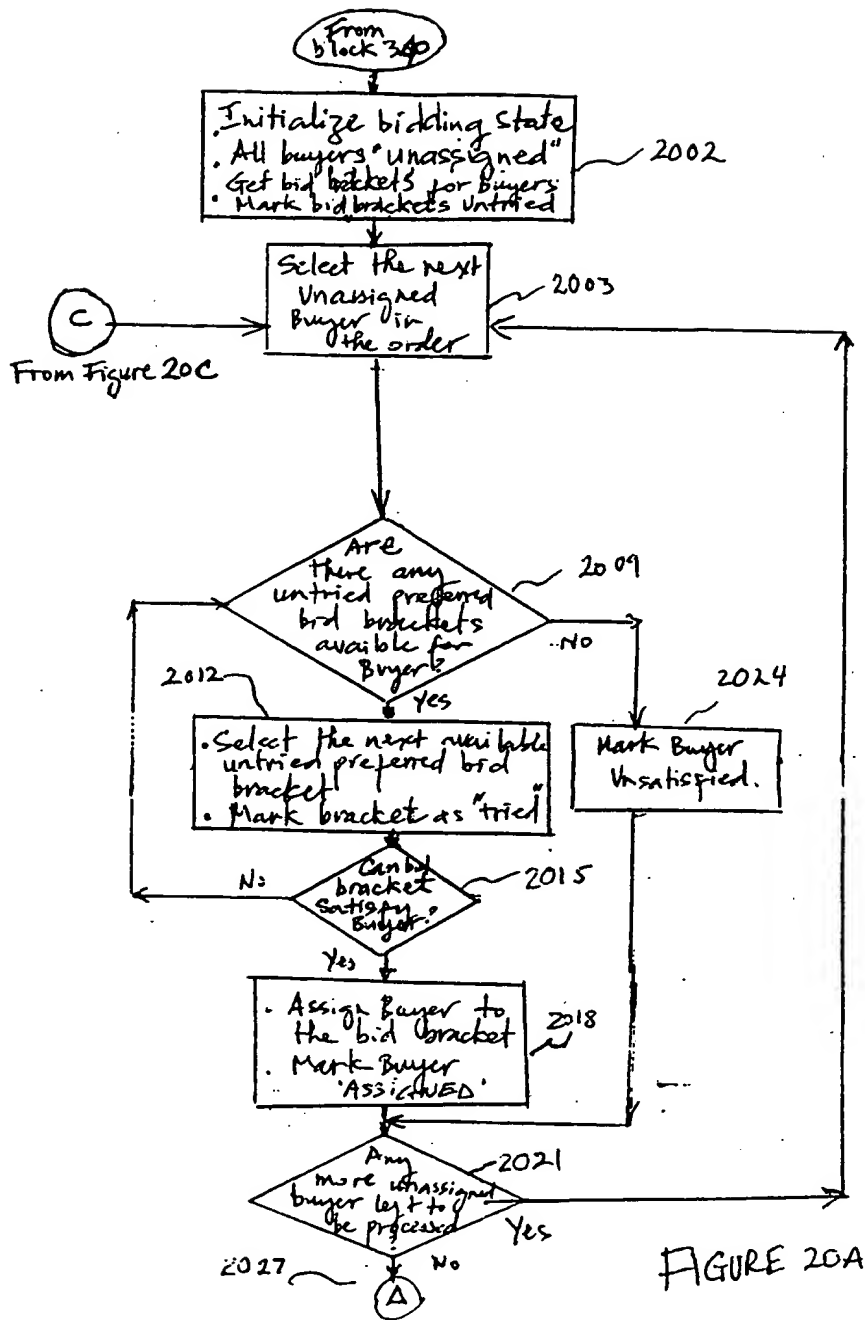 From
block 340
. Initialize bidding state
. All buyers "unassigned"
Get bid brackets for Buyers
. Mark bid brackets Untried
2002
Select the next
Unassigned
Buyer in
the order
2003
C
From Figure 20C
Are
there any
untried preferred
bid brackets
avaible for
Buyer?
2009
No
Yes
2012
. Select the next available
untried preferred bid
bracket
. Mark bracket as "tried"
2024
Mark Buyer
Unsatisfied.
Can bid
bracket
Satisfy
Buyer?
2015
No
Yes
. Assign Buyer to
the bid bracket
. Mark Buyer
'ASSIGNED'
2018
Any
more unassigned
buyer left to
be processed
?
2021
Yes
No
2027
A
FIGURE 20A